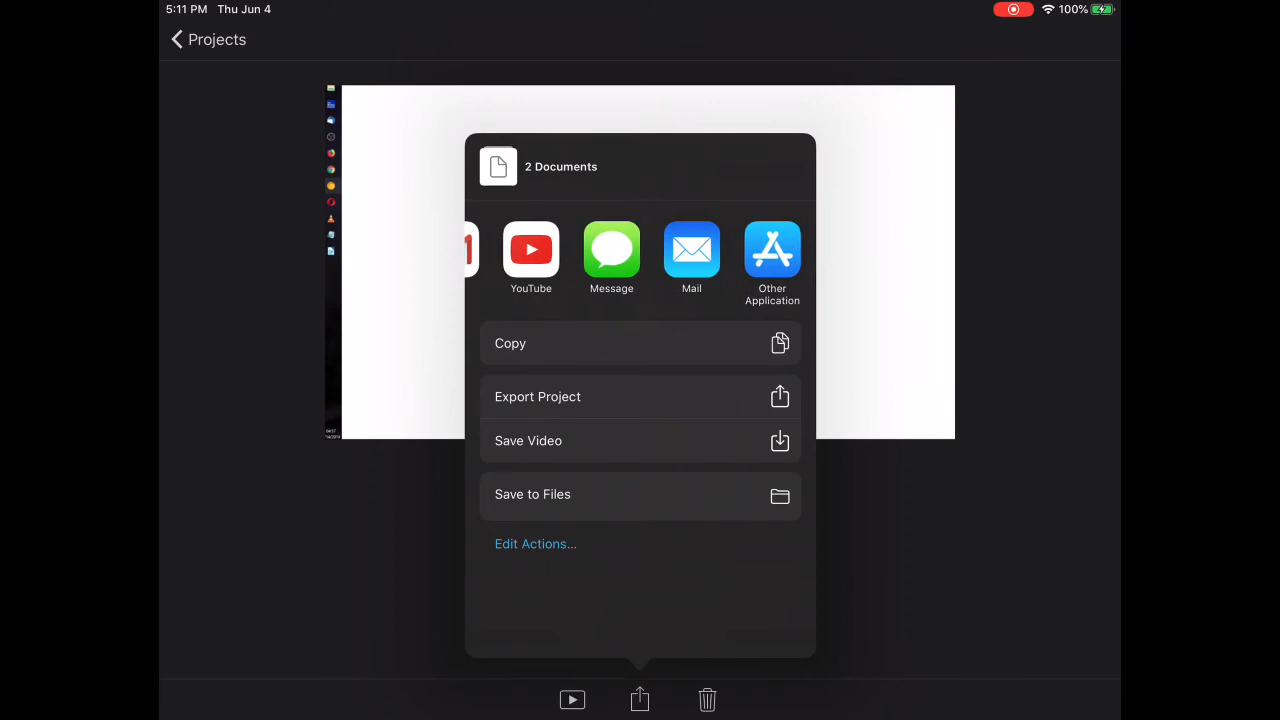 5:11 PM Thu Jun 4
100%
Projects
2 Documents
YouTube
Message
Mail
Other
Application
Copy
Export Project
Save Video
Save to Files
Edit Actions...